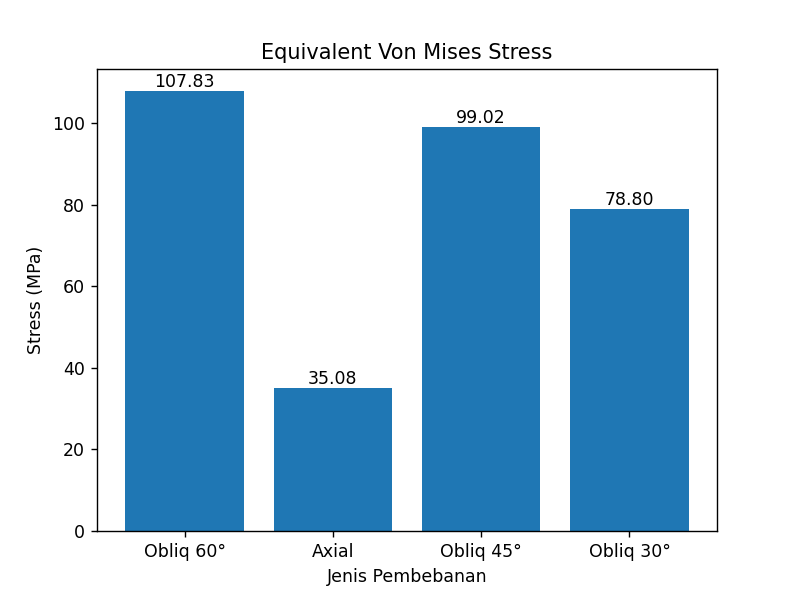 Equivalent Von Mises Stress
107.83
35.08
99.02
78.80
Stress (MPa)
100
80
60
40
20
0
Obliq 60°
Axial
Obliq 45°
Obliq 30°
Jenis Pembebanan